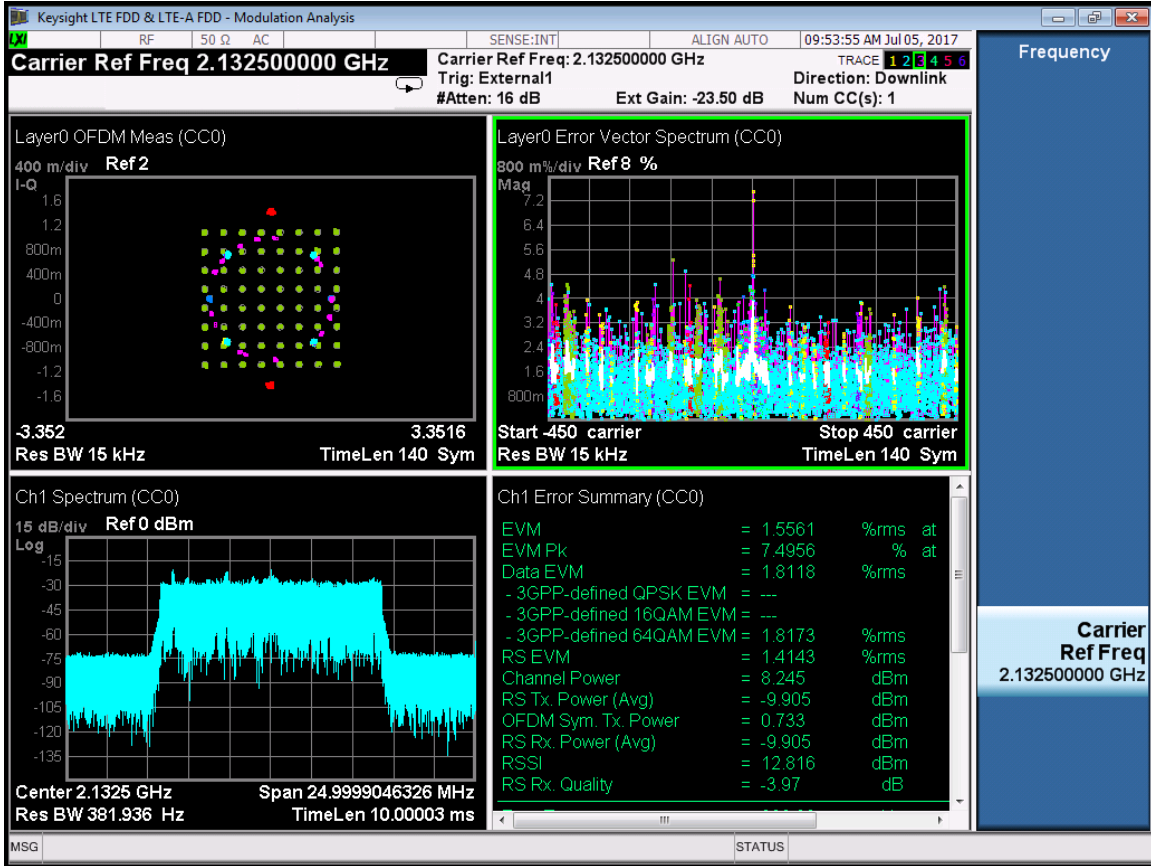 Keysight LTE FDD & LTE-A FDD - Modulation Analysis
LXI RF 50 Ω AC SENSE:INT ALIGN AUTO 09:53:55 AM Jul 05, 2017
Carrier Ref Freq 2.132500000 GHz
Carrier Ref Freq: 2.132500000 GHz
Trig: External1
#Atten: 16 dB Ext Gain: -23.50 dB
TRACE 1 2 3 4 5 6
Direction: Downlink
Num CC(s): 1
Layer0 OFDM Meas (CC0)
400 m/div Ref 2
I-Q
1.6
1.2
800m
400m
0
-400m
-800m
-1.2
-1.6
-3.352 3.3516
Res BW 15 kHz TimeLen 140 Sym
Layer0 Error Vector Spectrum (CC0)
800 m%/div Ref 8 %
Mag
7.2
6.4
5.6
4.8
4
3.2
2.4
1.6
800m
Start -450 carrier Stop 450 carrier
Res BW 15 kHz TimeLen 140 Sym
Ch1 Spectrum (CC0)
15 dB/div Ref 0 dBm
Log
-15
-30
-45
-60
-75
-90
-105
-120
-135
Center 2.1325 GHz Span 24.9999046326 MHz
Res BW 381.936 Hz TimeLen 10.00003 ms
Ch1 Error Summary (CC0)
EVM = 1.5561 %rms at
EVM Pk = 7.4956 % at
Data EVM = 1.8118 %rms
- 3GPP-defined QPSK EVM = ---
- 3GPP-defined 16QAM EVM = ---
- 3GPP-defined 64QAM EVM = 1.8173 %rms
RS EVM = 1.4143 %rms
Channel Power = 8.245 dBm
RS Tx. Power (Avg) = -9.905 dBm
OFDM Sym. Tx. Power = 0.733 dBm
RS Rx. Power (Avg) = -9.905 dBm
RSSI = 12.816 dBm
RS Rx. Quality = -3.97 dB
Frequency
Carrier
Ref Freq
2.132500000 GHz
MSG STATUS